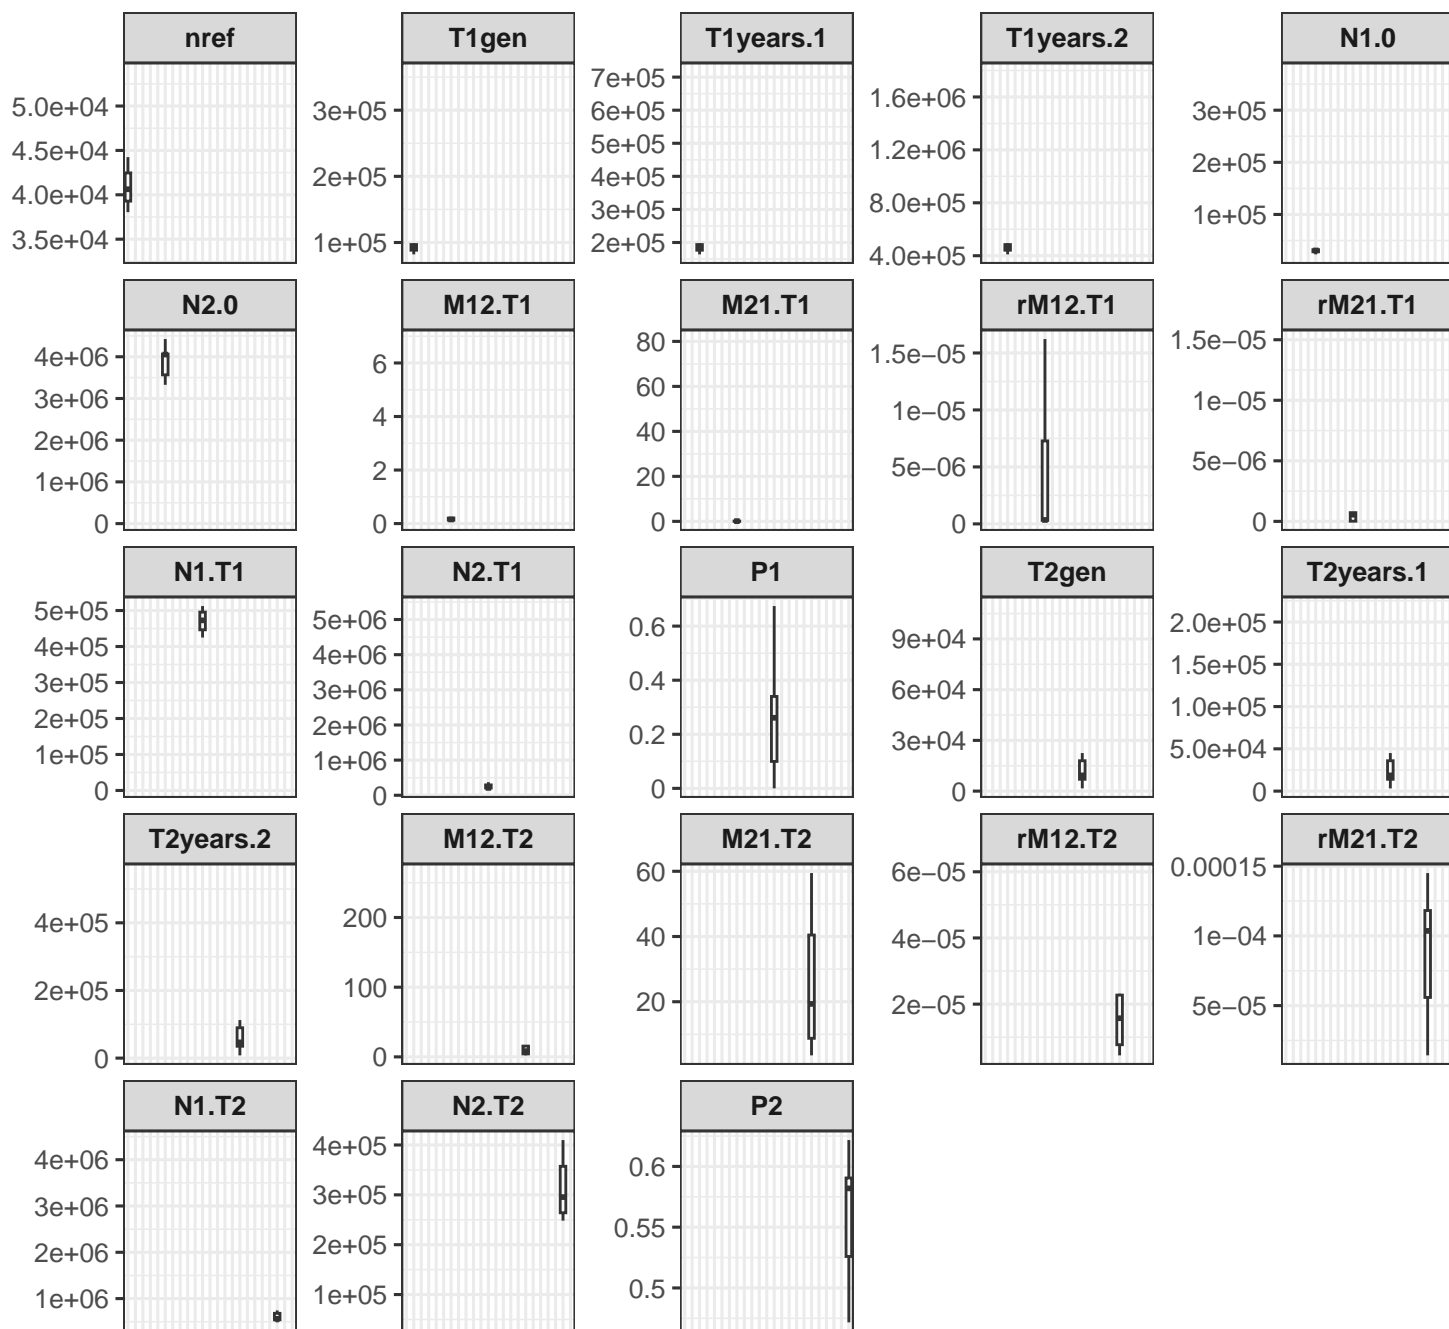 nref T1gen T1years.1 T1years.2 N1.0
5.0e+04
4.5e+04
4.0e+04
3.5e+04
3e+05
2e+05
1e+05
7e+05
6e+05
5e+05
4e+05
3e+05
2e+05
1.6e+06
1.2e+06
8.0e+05
4.0e+05
3e+05
2e+05
1e+05
N2.0 M12.T1 M21.T1 rM12.T1 rM21.T1
4e+06
3e+06
2e+06
1e+06
0
6
4
2
0
80
60
40
20
0
1.5e−05
1e−05
5e−06
0
1.5e−05
1e−05
5e−06
0
N1.T1 N2.T1 P1 T2gen T2years.1
5e+05
4e+05
3e+05
2e+05
1e+05
0
5e+06
4e+06
3e+06
2e+06
1e+06
0
0.6
0.4
0.2
0
9e+04
6e+04
3e+04
0
2.0e+05
1.5e+05
1.0e+05
5.0e+04
0
T2years.2 M12.T2 M21.T2 rM12.T2 rM21.T2
4e+05
2e+05
0
200
100
0
60
40
20
6e−05
4e−05
2e−05
0.00015
1e−04
5e−05
N1.T2 N2.T2 P2
4e+06
3e+06
2e+06
1e+06
4e+05
3e+05
2e+05
1e+05
0.6
0.55
0.5